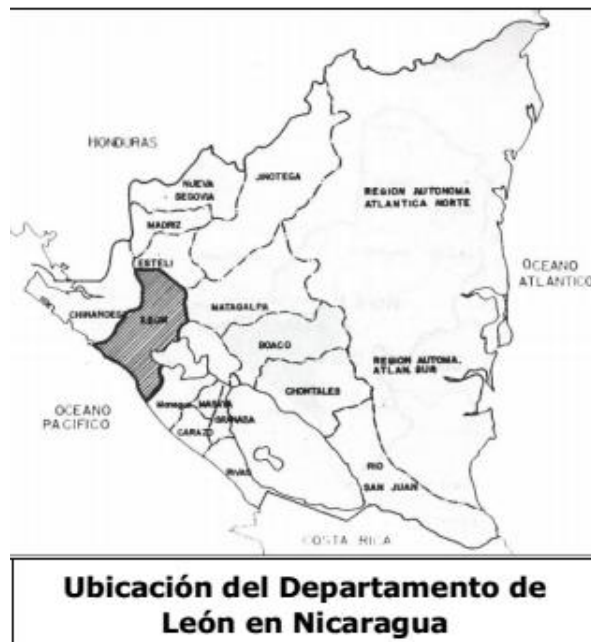 HONDURAS
NUEVA
SEGOVIA
JINOTEGA
MADRIZ
REGION AUTONOMA
ATLANTICA NORTE
ESTELI
OCEANO
ATLANTICO
CHINANDEGA
LEON
MATAGALPA
BOACO
REGION AUTOMA.
ATLAN. SUR
CHONTALES
OCEANO
PACIFICO
Managua
MASAYA
GRANADA
CARAZO
RIVAS
RIO
SAN JUAN
COSTA RICA
Ubicación del Departamento de
León en Nicaragua